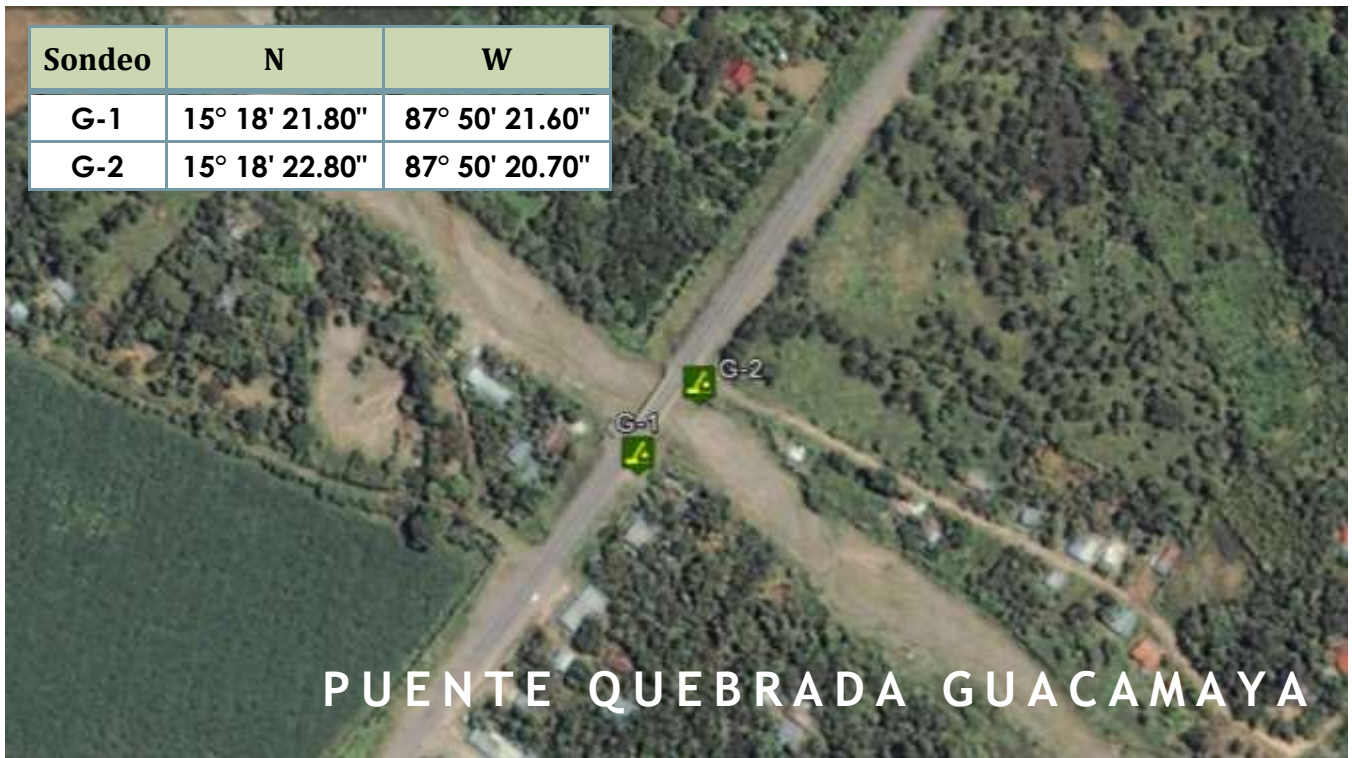 Sondeo N W
G-1 15° 18' 21.80" 87° 50' 21.60"
G-2 15° 18' 22.80" 87° 50' 20.70"
G-2
G-1
PUENTE QUEBRADA GUACAMAYA